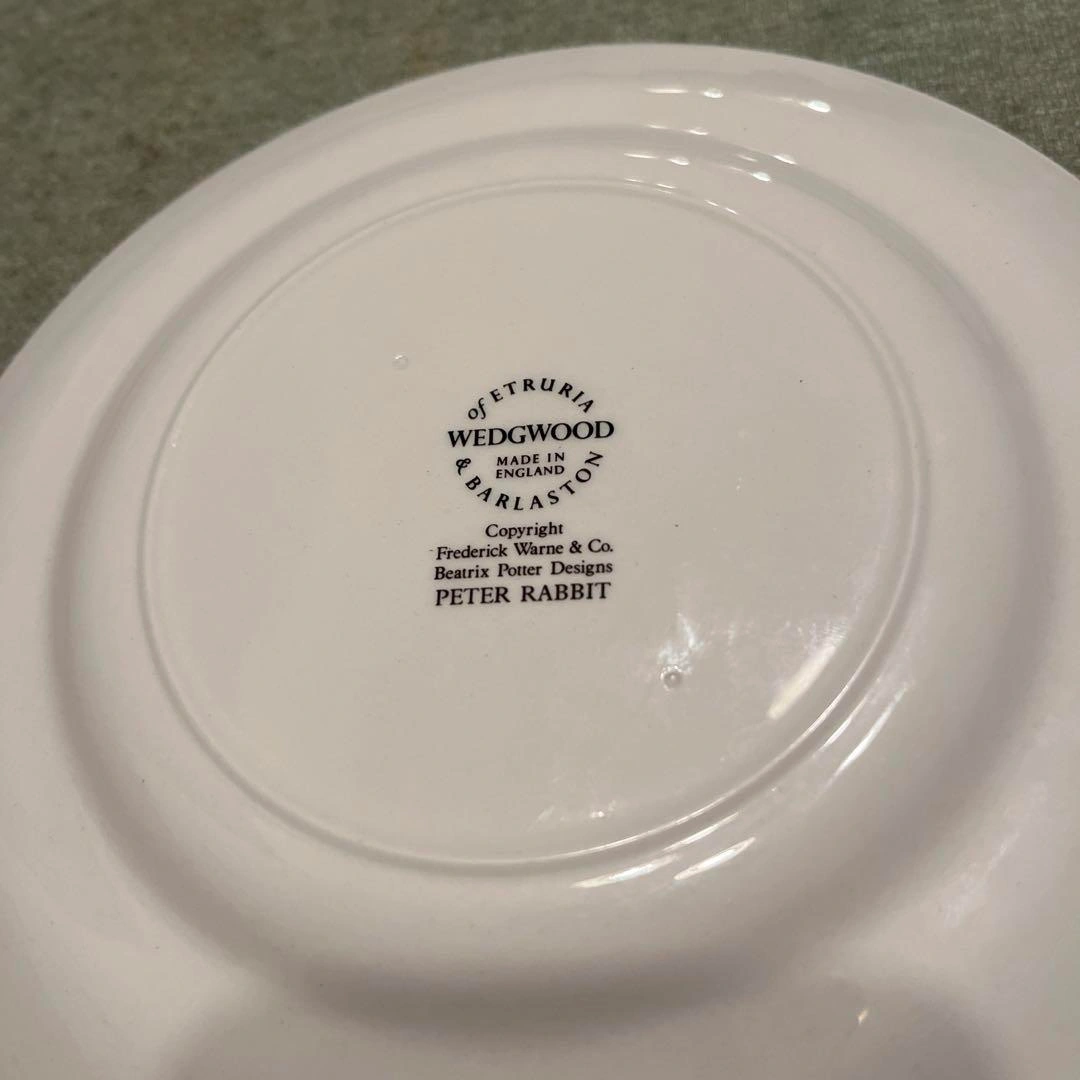 of ETRURIA
WEDGWOOD
MADE IN
ENGLAND
& BARLASTON
Copyright
Frederick Warne & Co.
Beatrix Potter Designs
PETER RABBIT